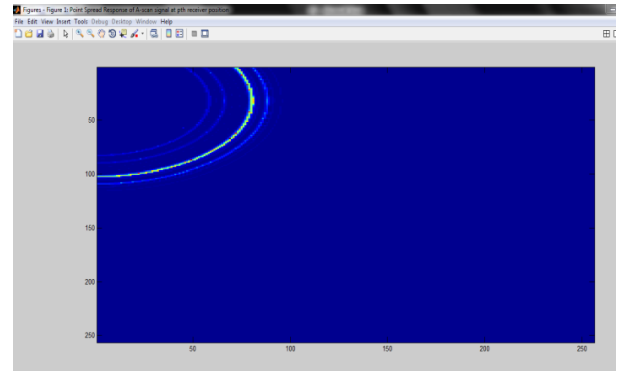 Figures - Figure 1: Point Spread Response of A-scan signal at pth receiver position
File Edit View Insert Tools Debug Desktop Window Help
50
100
150
200
250
50 100 150 200 250